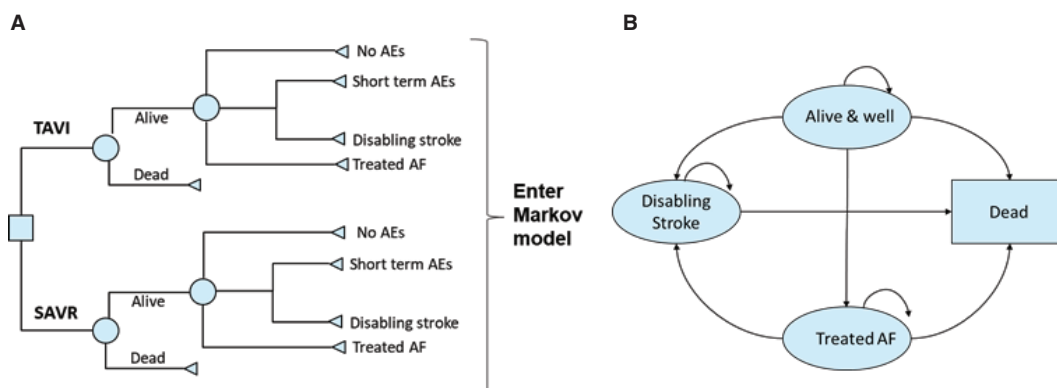 A
TAVI
Alive
Dead
No AEs
Short term AEs
Disabling stroke
Treated AF
SAVR
Alive
Dead
No AEs
Short term AEs
Disabling stroke
Treated AF
Enter
Markov
model
B
Alive & well
Disabling
Stroke
Dead
Treated AF